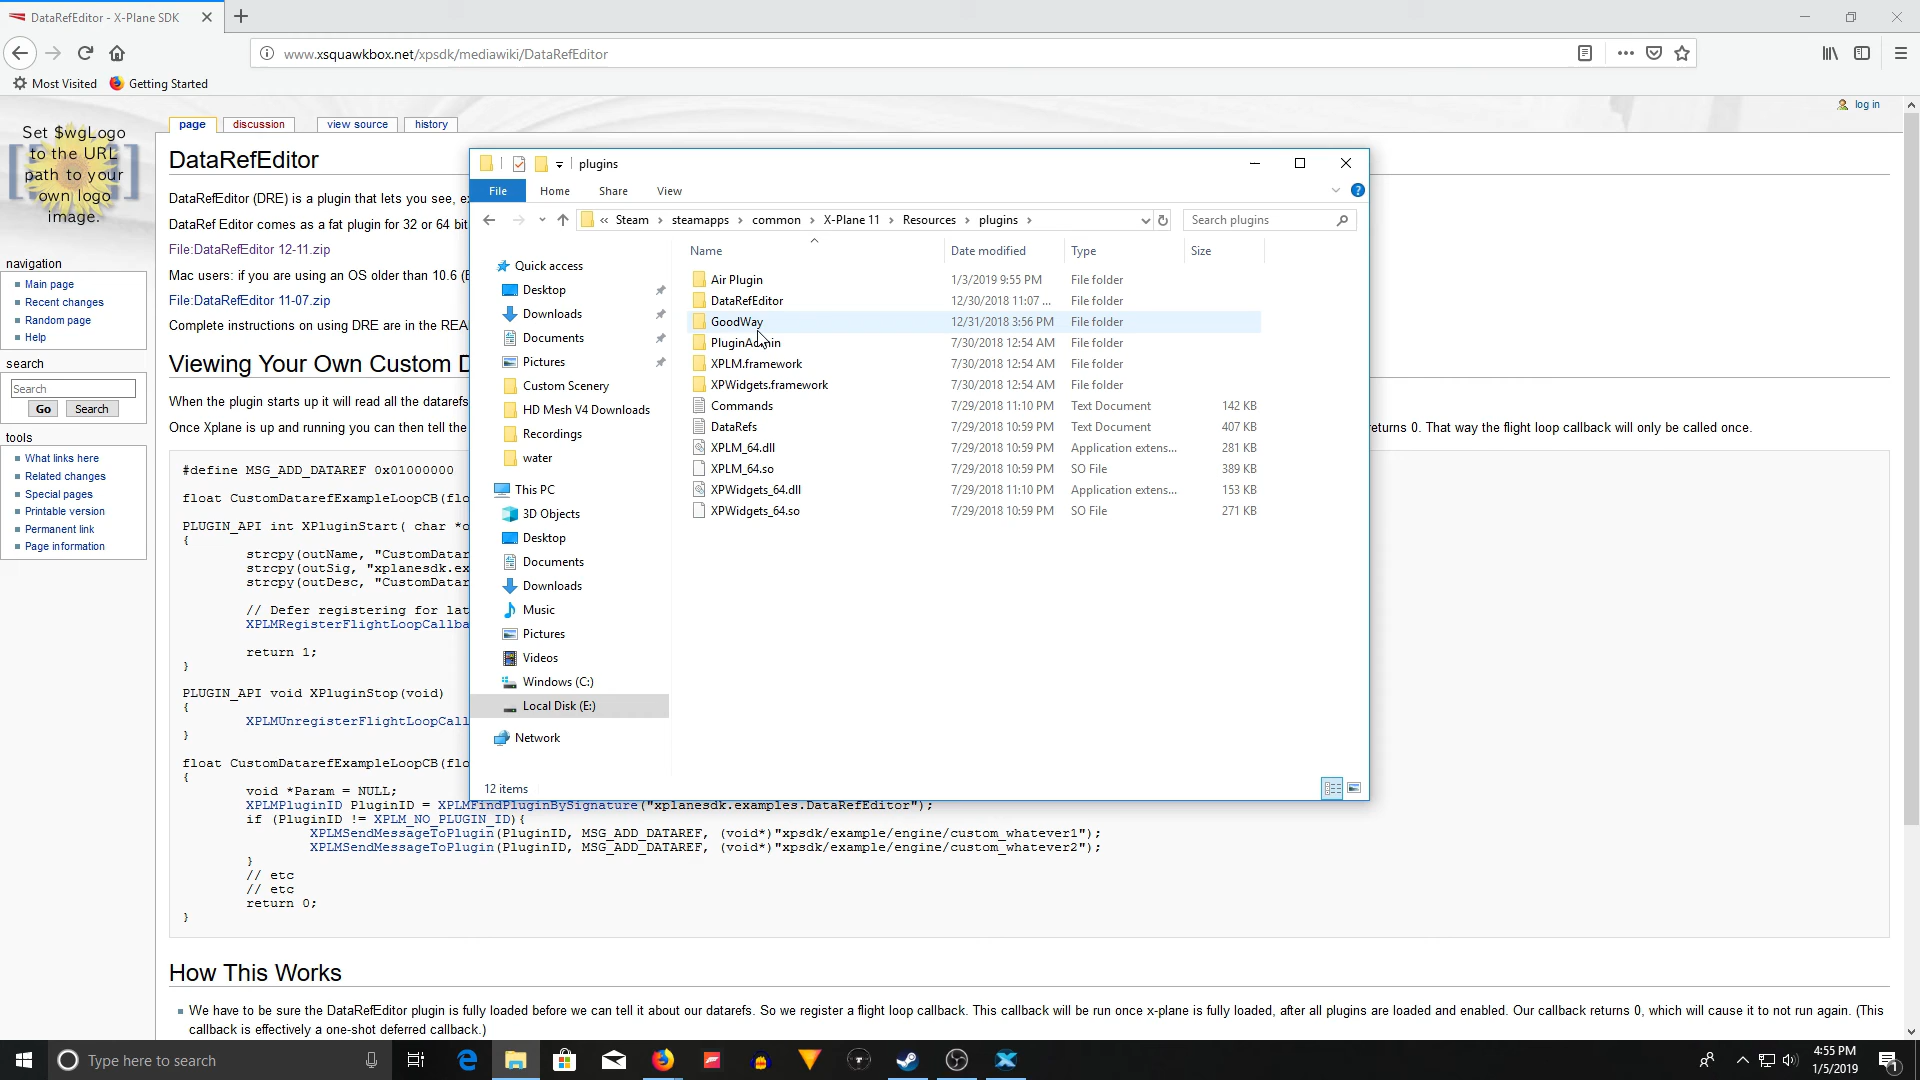 DataRefEditor - X-Plane SDK
www.xsquawkbox.net/xpsdk/mediawiki/DataRefEditor
Most Visited
Getting Started
log in
Set $wgLogo
to the URL
path to your
own logo
image.
page
discussion
view source
history
DataRefEditor
DataRefEditor (DRE) is a plugin that lets you see, e
DataRef Editor comes as a fat plugin for 32 or 64 bit
File:DataRefEditor 12-11.zip
Mac users: if you are using an OS older than 10.6 (
File:DataRefEditor 11-07.zip
Complete instructions on using DRE are in the REA
Viewing Your Own Custom D
When the plugin starts up it will read all the datarefs
Once Xplane is up and running you can then tell the
eturns 0. That way the flight loop callback will only be called once.
navigation
Main page
Recent changes
Random page
Help
search
Search
Go
Search
tools
What links here
Related changes
Special pages
Printable version
Permanent link
Page information
#define MSG_ADD_DATAREF 0x01000000
float CustomDatarefExampleLoopCB(flo
PLUGIN_API int XPluginStart( char *o
{
strcpy(outName, "CustomDatar
strcpy(outSig, "xplanesdk.ex
strcpy(outDesc, "CustomDatar
// Defer registering for lat
XPLMRegisterFlightLoopCallba
return 1;
}
PLUGIN_API void XPluginStop(void)
{
XPLMUnregisterFlightLoopCall
}
float CustomDatarefExampleLoopCB(flo
{
void *Param = NULL;
XPLMPluginID PluginID = XPLMFindPluginBySignature("xplanesdk.examples.DataRefEditor");
if (PluginID != XPLM_NO_PLUGIN_ID){
XPLMSendMessageToPlugin(PluginID, MSG_ADD_DATAREF, (void*)"xpsdk/example/engine/custom_whatever1");
XPLMSendMessageToPlugin(PluginID, MSG_ADD_DATAREF, (void*)"xpsdk/example/engine/custom_whatever2");
}
// etc
// etc
return 0;
}
How This Works
We have to be sure the DataRefEditor plugin is fully loaded before we can tell it about our datarefs. So we register a flight loop callback. This callback will be run once x-plane is fully loaded, after all plugins are loaded and enabled. Our callback returns 0, which will cause it to not run again. (This
callback is effectively a one-shot deferred callback.)
plugins
File
Home
Share
View
« Steam > steamapps > common > X-Plane 11 > Resources > plugins >
Search plugins
Name
Date modified
Type
Size
Quick access
Desktop
Downloads
Documents
Pictures
Custom Scenery
HD Mesh V4 Downloads
Recordings
water
This PC
3D Objects
Desktop
Documents
Downloads
Music
Pictures
Videos
Windows (C:)
Local Disk (E:)
Network
Air Plugin 1/3/2019 9:55 PM File folder
DataRefEditor 12/30/2018 11:07 ... File folder
GoodWay 12/31/2018 3:56 PM File folder
PluginAdmin 7/30/2018 12:54 AM File folder
XPLM.framework 7/30/2018 12:54 AM File folder
XPWidgets.framework 7/30/2018 12:54 AM File folder
Commands 7/29/2018 11:10 PM Text Document 142 KB
DataRefs 7/29/2018 10:59 PM Text Document 407 KB
XPLM_64.dll 7/29/2018 10:59 PM Application extens... 281 KB
XPLM_64.so 7/29/2018 10:59 PM SO File 389 KB
XPWidgets_64.dll 7/29/2018 11:10 PM Application extens... 153 KB
XPWidgets_64.so 7/29/2018 10:59 PM SO File 271 KB
12 items
Type here to search
4:55 PM
1/5/2019
1